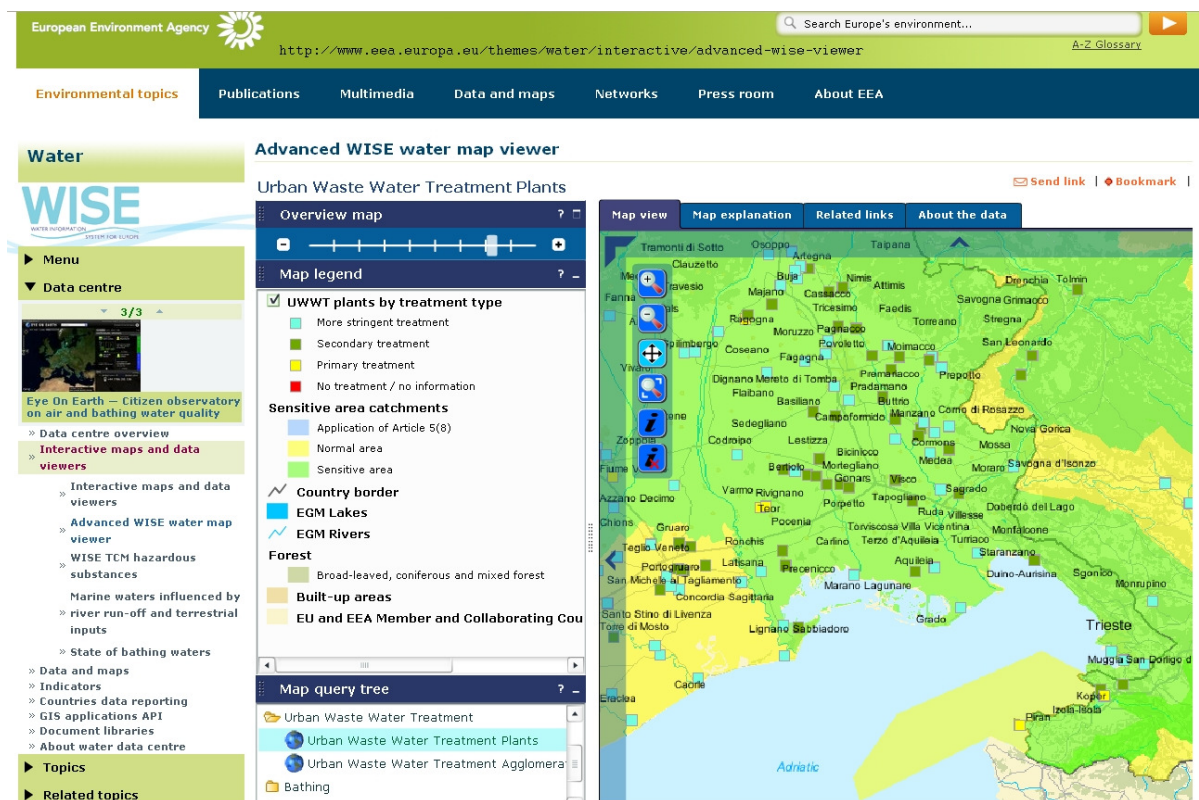 European Environment Agency
Search Europe's environment...
http://www.eea.europa.eu/themes/water/interactive/advanced-wise-viewer
A-Z Glossary
Environmental topics
Publications
Multimedia
Data and maps
Networks
Press room
About EEA
Water
WISE
WATER INFORMATION
SYSTEM FOR EUROPE
Menu
Data centre
3/3
Eye On Earth — Citizen observatory
on air and bathing water quality
» Data centre overview
» Interactive maps and data
viewers
» Interactive maps and data
viewers
» Advanced WISE water map
viewer
» WISE TCM hazardous
substances
Marine waters influenced by
» river run-off and terrestrial
inputs
» State of bathing waters
» Data and maps
» Indicators
» Countries data reporting
» GIS applications API
» Document libraries
» About water data centre
Topics
Related topics
Advanced WISE water map viewer
Send link | Bookmark |
Urban Waste Water Treatment Plants
Overview map ?
Map legend ? -
UWWT plants by treatment type
More stringent treatment
Secondary treatment
Primary treatment
No treatment / no information
Sensitive area catchments
Application of Article 5(8)
Normal area
Sensitive area
Country border
EGM Lakes
EGM Rivers
Forest
Broad-leaved, coniferous and mixed forest
Built-up areas
EU and EEA Member and Collaborating Cou
Map query tree ? -
Urban Waste Water Treatment
Urban Waste Water Treatment Plants
Urban Waste Water Treatment Agglomera
Bathing
Map view
Map explanation
Related links
About the data
Tramonti di Sotto
Osoppo
Taipana
Artegna
Clauzetto
Buja
Nimis
Attimis
Drenchia
Tolmin
Majano
Cassacco
Savogna
Grimacco
Fanna
Tricesimo
Faedis
Ragogna
Torreano
Stregna
Moruzzo
Pagnacco
Povoletto
Moimacco
San Leonardo
Coseano
Fagagna
Premariacco
Prepotto
Dignano
Mereto di Tomba
Pradamano
Flaibano
Basiliano
Buttrio
Sedegliano
Campoformido
Manzano
Corno di Rosazzo
Nova Gorica
Zoppola
Codroipo
Lestizza
Cormons
Mossa
Bicinicco
Medea
Moraro
Savogna d'Isonzo
Bertiolo
Mortegliano
Gonars
Visco
Azzano Decimo
Varmo
Rivignano
Sagrado
Tapogliano
Porpetto
Doberdó del Lago
Teor
Ruda
Villesse
Chions
Pocenia
Torviscosa
Villa Vicentina
Monfalcone
Gruaro
Ronchis
Carlino
Terzo d'Aquileia
Turriaco
Teglio Veneto
Staranzano
Portogruaro
Latisana
Precenicco
Aquileia
Duino-Aurisina
Sgonico
San Michele al Tagliamento
Marano Lagunare
Monrupino
Concordia Sagittaria
Santo Stino di Livenza
Grado
Trieste
Torre di Mosto
Lignano Sabbiadoro
Muggia
San Dorligo d
Caorle
Eraclea
Koper
Izola-Isola
Piran
Adriatic